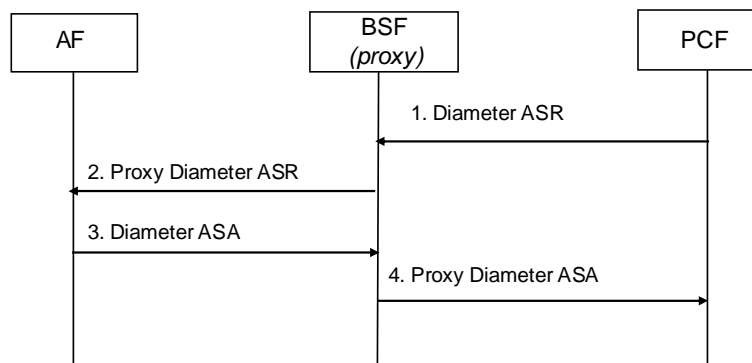 AF
BSF
(proxy)
PCF
1. Diameter ASR
2. Proxy Diameter ASR
3. Diameter ASA
4. Proxy Diameter ASA